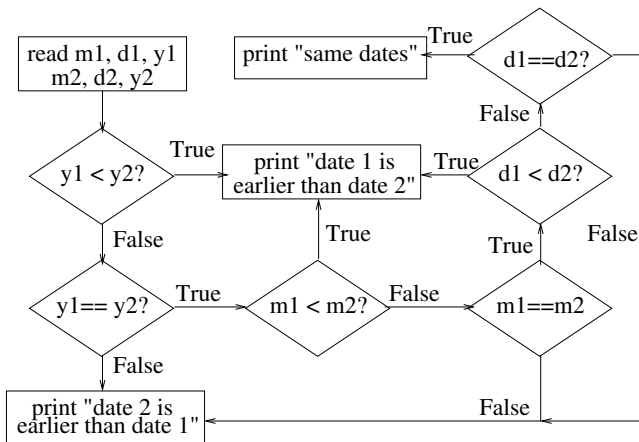 read m1, d1, y1
m2, d2, y2
print "same dates"
True
d1==d2?
False
y1 < y2?
True
print "date 1 is
earlier than date 2"
True
d1 < d2?
False
True
True
False
y1== y2?
True
m1 < m2?
False
m1==m2
False
print "date 2 is
earlier than date 1"
False